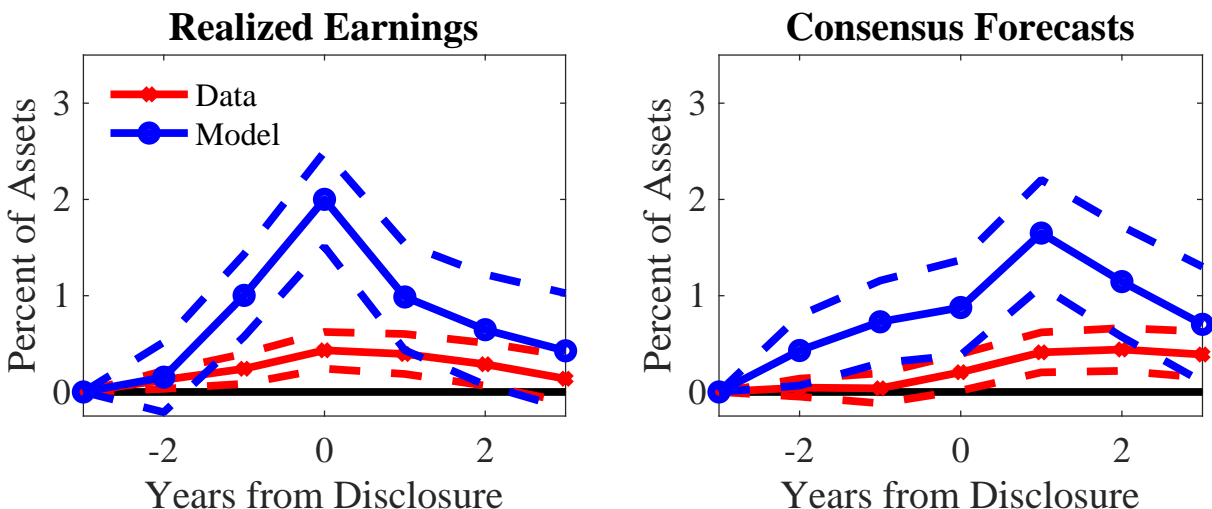 Realized Earnings
Percent of Assets
3
2
1
0
Data
Model
-2
0
2
Years from Disclosure
Consensus Forecasts
Percent of Assets
3
2
1
0
-2
0
2
Years from Disclosure